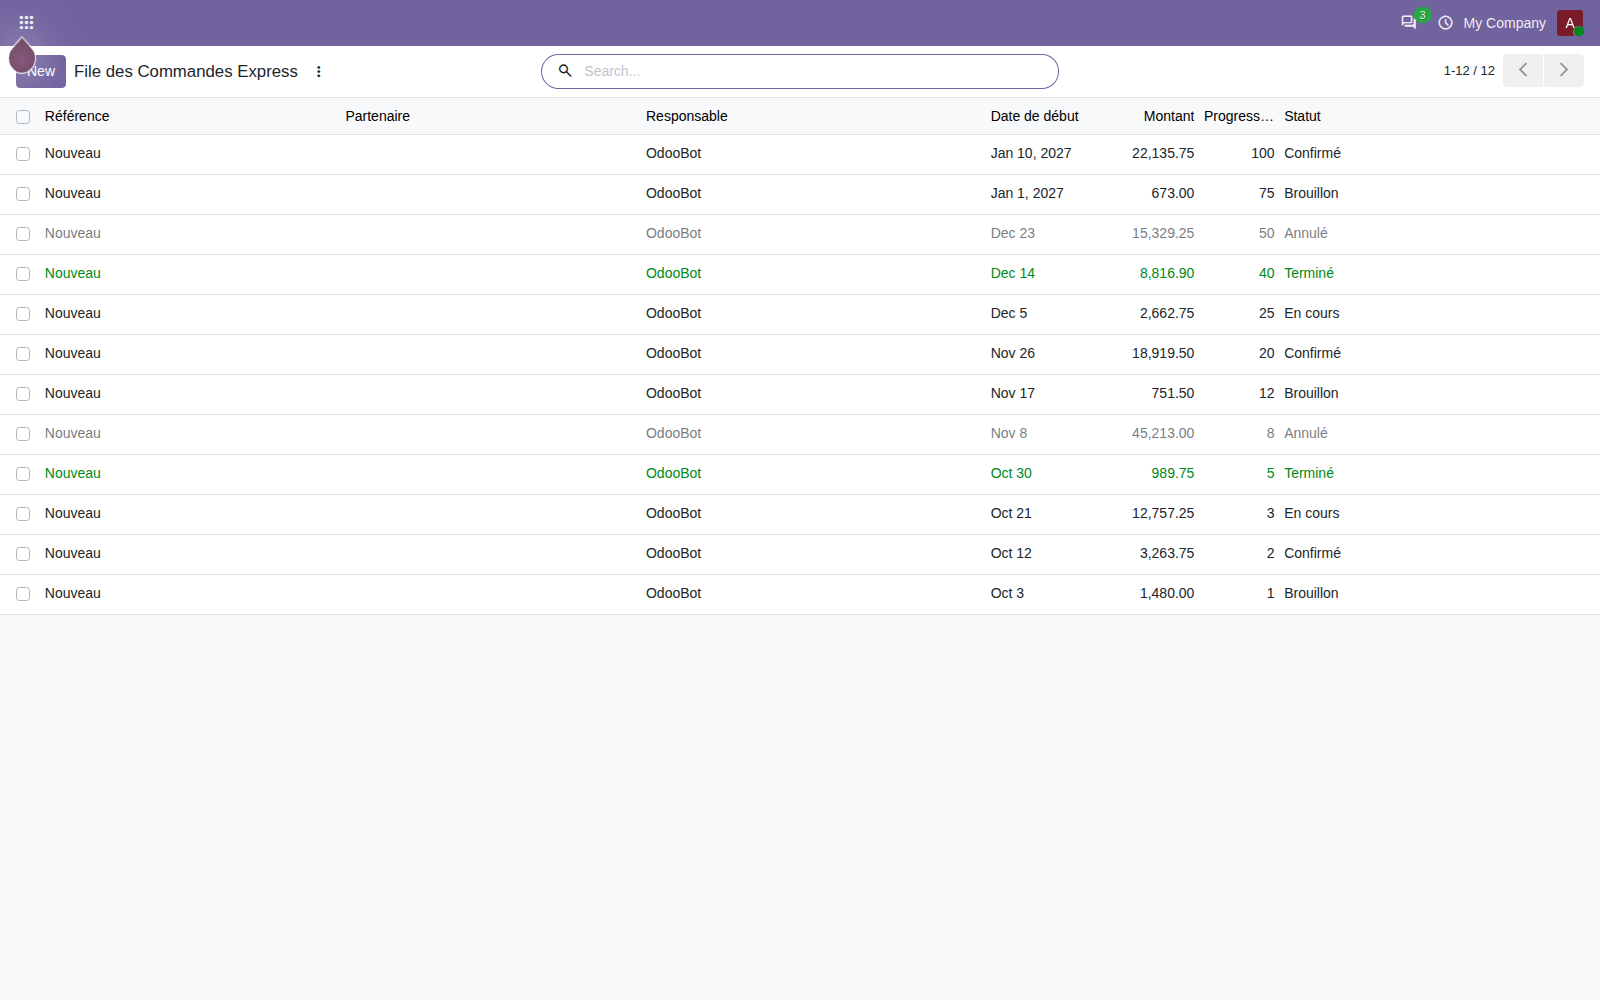 3 My Company A
New File des Commandes Express Search... 1-12 / 12
Référence Partenaire Responsable Date de début Montant Progress... Statut
Nouveau OdooBot Jan 10, 2027 22,135.75 100 Confirmé
Nouveau OdooBot Jan 1, 2027 673.00 75 Brouillon
Nouveau OdooBot Dec 23 15,329.25 50 Annulé
Nouveau OdooBot Dec 14 8,816.90 40 Terminé
Nouveau OdooBot Dec 5 2,662.75 25 En cours
Nouveau OdooBot Nov 26 18,919.50 20 Confirmé
Nouveau OdooBot Nov 17 751.50 12 Brouillon
Nouveau OdooBot Nov 8 45,213.00 8 Annulé
Nouveau OdooBot Oct 30 989.75 5 Terminé
Nouveau OdooBot Oct 21 12,757.25 3 En cours
Nouveau OdooBot Oct 12 3,263.75 2 Confirmé
Nouveau OdooBot Oct 3 1,480.00 1 Brouillon